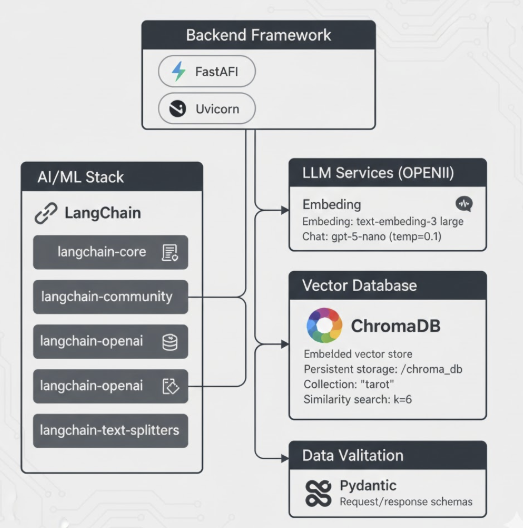 Backend Framework
FastAFI
Uvicorn
AI/ML Stack
LangChain
langchain-core
langchain-community
langchain-openai
langchain-openai
langchain-text-splitters
LLM Services (OPENII)
Embeding
Embeding: text-embeding-3 large
Chat: gpt-5-nano (temp=0.1)
Vector Database
ChromaDB
Embelded vector store
Persistent storage: /chroma_db
Collection: "tarot"
Similarity search: k=6
Data Valitation
Pydantic
Request/response schemas